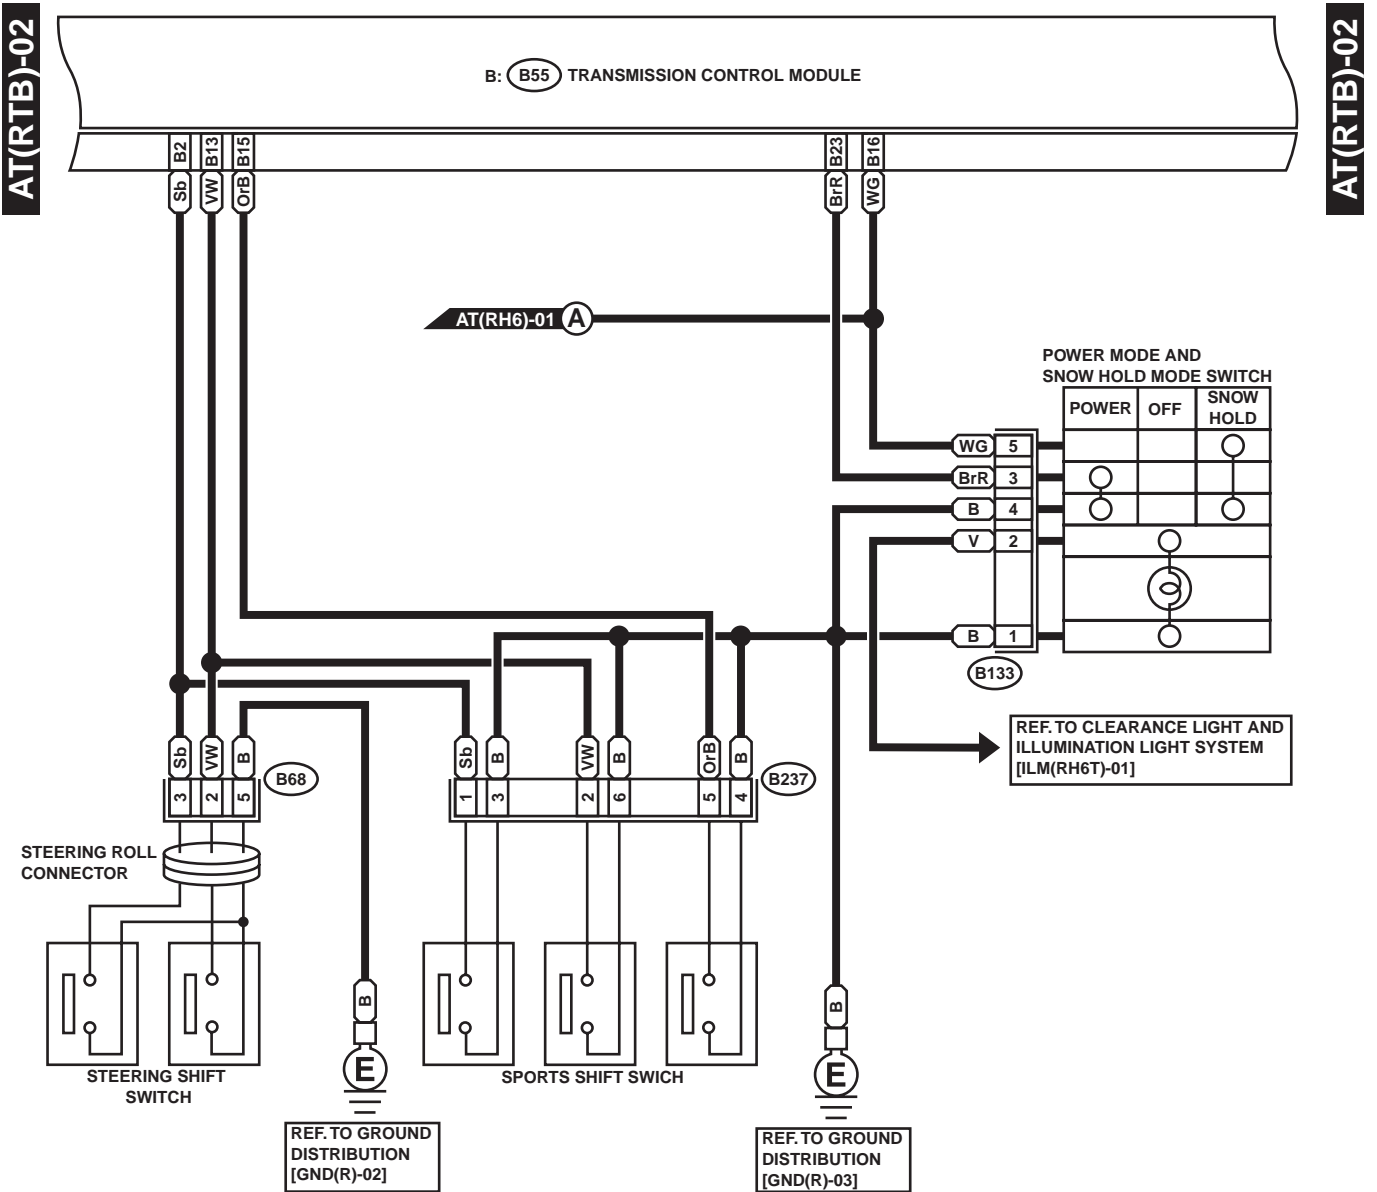 AT(RTB)-02
AT(RTB)-02
B: B55 TRANSMISSION CONTROL MODULE
B2 B13 B15 B23 B16
Sb VW OrB BrR WG
AT(RH6)-01 A
POWER MODE AND
SNOW HOLD MODE SWITCH
POWER OFF SNOW
HOLD
WG 5
BrR 3
B 4
V 2
B 1
B133
REF. TO CLEARANCE LIGHT AND
ILLUMINATION LIGHT SYSTEM
[ILM(RH6T)-01]
Sb VW B Sb B VW B OrB B
3 2 5 B68 1 3 2 6 5 4 B237
STEERING ROLL
CONNECTOR
B B
E E
STEERING SHIFT
SWITCH
SPORTS SHIFT SWICH
REF. TO GROUND
DISTRIBUTION
[GND(R)-02]
REF. TO GROUND
DISTRIBUTION
[GND(R)-03]